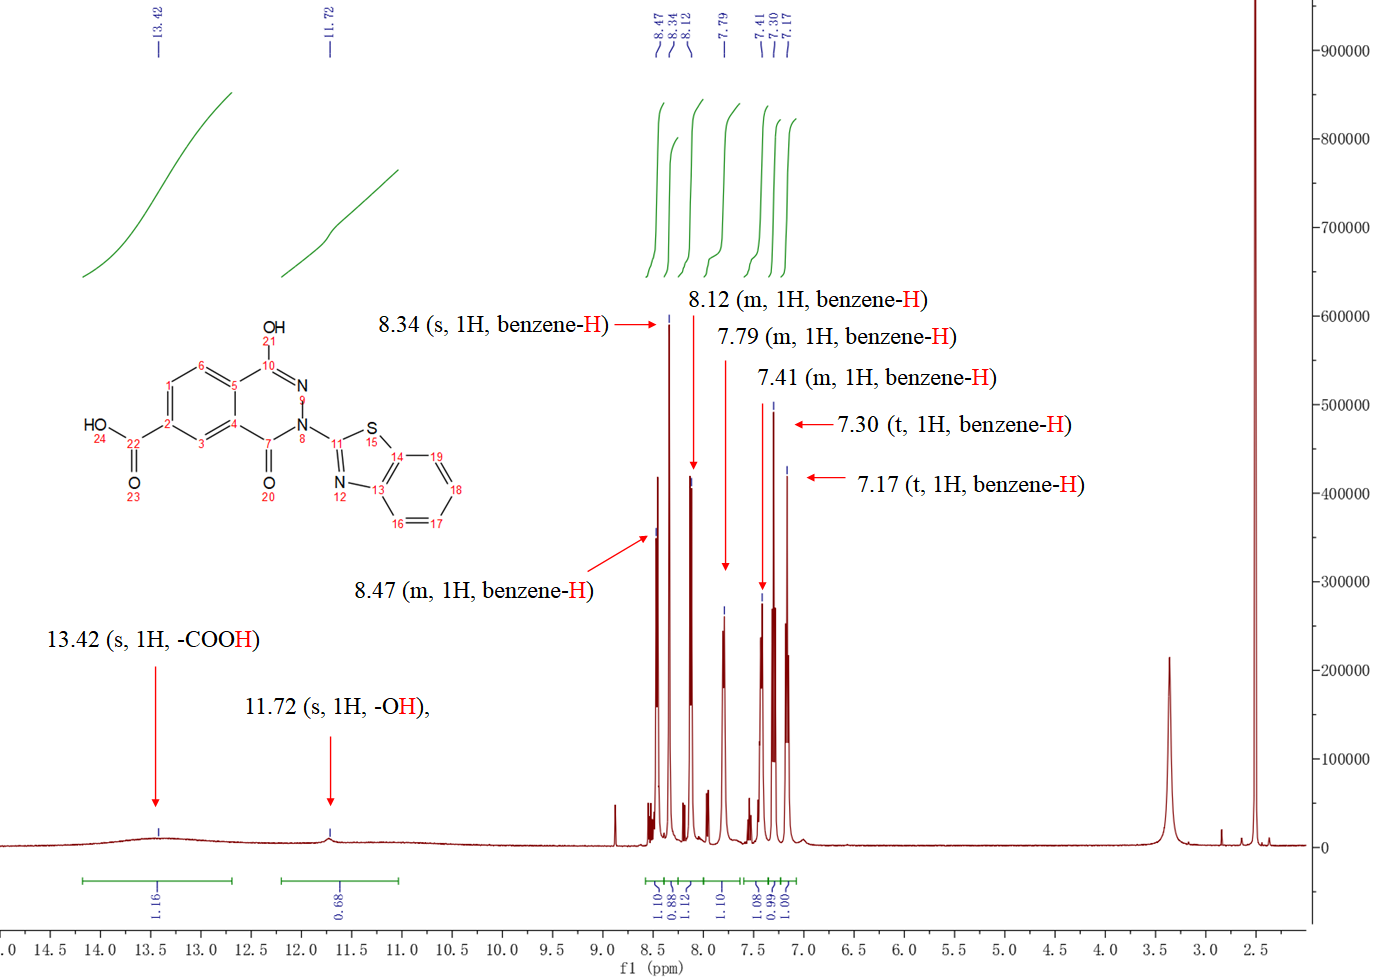 13.42
11.72
8.47
8.34
8.12
7.79
7.41
7.30
7.17
900000
800000
700000
600000
500000
400000
300000
200000
100000
0
8.12 (m, 1H, benzene-H)
8.34 (s, 1H, benzene-H)
7.79 (m, 1H, benzene-H)
7.41 (m, 1H, benzene-H)
7.30 (t, 1H, benzene-H)
7.17 (t, 1H, benzene-H)
8.47 (m, 1H, benzene-H)
13.42 (s, 1H, -COOH)
11.72 (s, 1H, -OH),
OH
21
10
6
1
5
N
9
2
4
3
HO
24
22
7
N
8
S
15
11
14
19
O
23
O
20
N
12
13
18
16
17
1.16
0.68
1.10
0.88
1.12
1.10
1.08
0.99
1.00
.0 14.5 14.0 13.5 13.0 12.5 12.0 11.5 11.0 10.5 10.0 9.5 9.0 8.5 8.0 7.5 7.0 6.5 6.0 5.5 5.0 4.5 4.0 3.5 3.0 2.5
f1 (ppm)